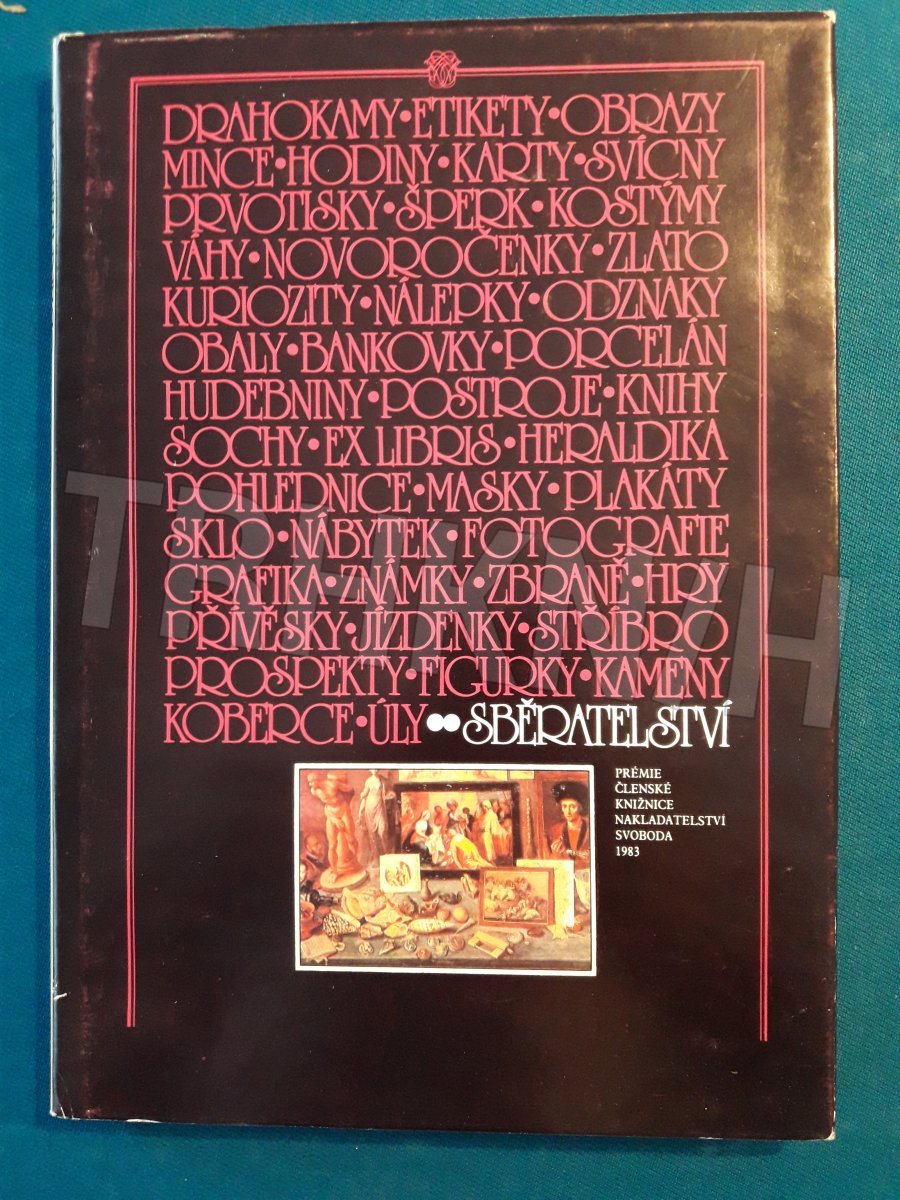 DRAHOKAMY•ETIKETY•OBRAZY
MINCE•HODINY•KARTY•SVÍCNY
PRVOTISKY•ŠPERK•KOSTÝMY
VÁHY•NOVOROČENKY•ZLATO
KURIOZITY•NÁLEPKY•ODZNAKY
OBALY•BANKOVKY•PORCELÁN
HUDEBNINY•POSTROJE•KNIHY
SOCHY•EX LIBRIS•HERALDIKA
POHLEDNICE•MASKY•PLAKÁTY
SKLO•NÁBYTEK•FOTOGRAFIE
GRAFIKA•ZNÁMKY•ZBRANĚ•HRY
PŘÍVĚSKY•JÍZDENKY•STŘÍBRO
PROSPEKTY•FIGURKY•KAMENY
KOBERCE•ÚLY••SBĚRATELSTVÍ
PRÉMIE
ČLENSKÉ
KNIŽNICE
NAKLADATELSTVÍ
SVOBODA
1983
TRHKNIH